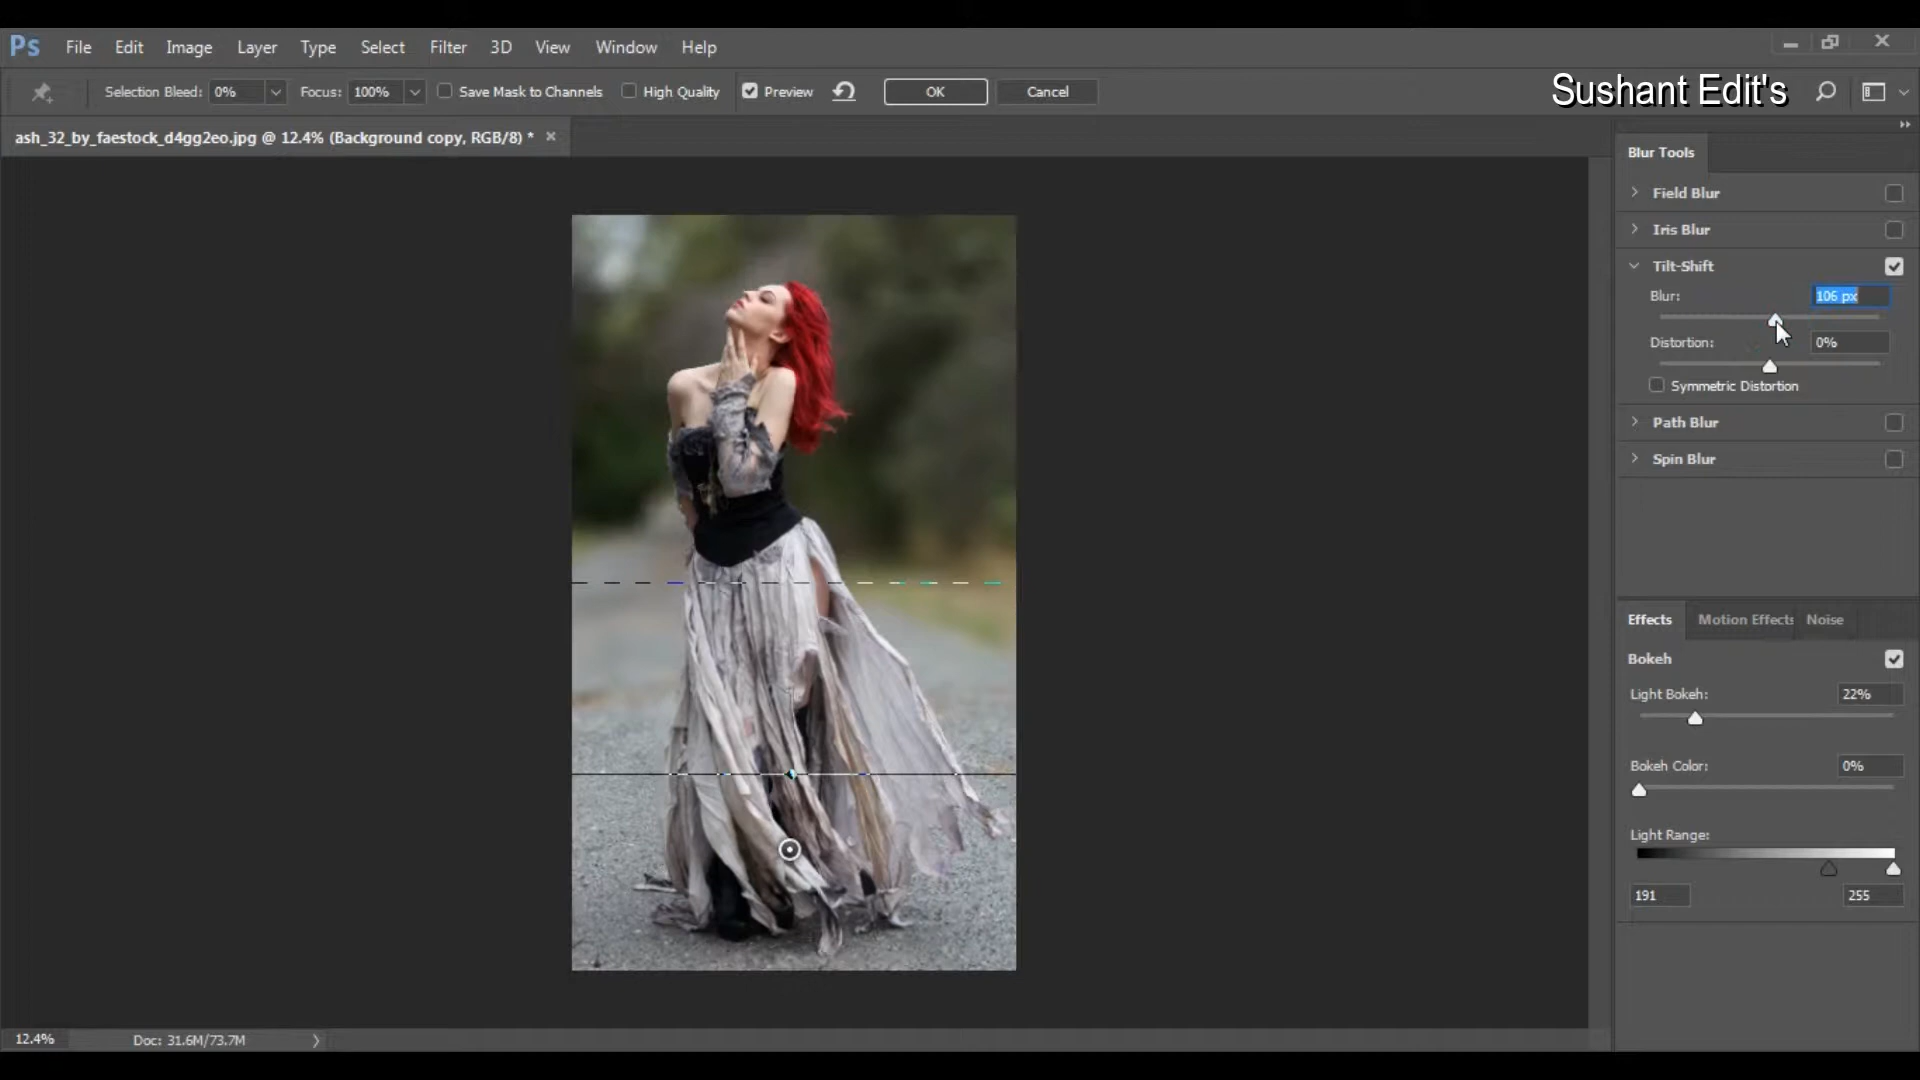 Ps File Edit Image Layer Type Select Filter 3D View Window Help
Selection Bleed: 0% Focus: 100% Save Mask to Channels High Quality Preview OK Cancel
Sushant Edit's
ash_32_by_faestock_d4gg2eo.jpg @ 12.4% (Background copy, RGB/8) *
Blur Tools
Field Blur
Iris Blur
Tilt-Shift
Blur: 106 px
Distortion: 0%
Symmetric Distortion
Path Blur
Spin Blur
Effects Motion Effects Noise
Bokeh
Light Bokeh: 22%
Bokeh Color: 0%
Light Range:
191 255
12.4% Doc: 31.6M/73.7M